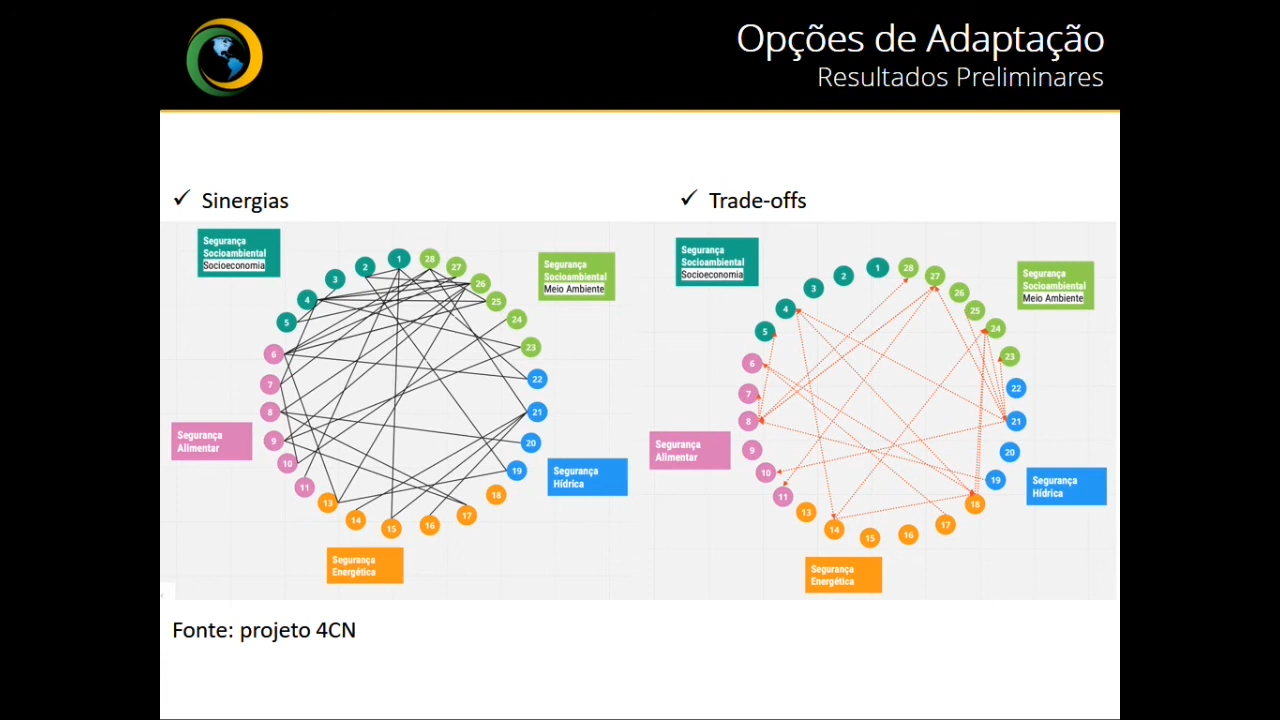 Opções de Adaptação
Resultados Preliminares
✓ Sinergias
Segurança
Socioambiental
Socioeconomia
Segurança
Socioambiental
Meio Ambiente
Segurança
Alimentar
Segurança
Hídrica
Segurança
Energética
1
2
3
4
5
6
7
8
9
10
11
13
14
15
16
17
18
19
20
21
22
23
24
25
26
27
28
✓ Trade-offs
Segurança
Socioambiental
Socioeconomia
Segurança
Socioambiental
Meio Ambiente
Segurança
Alimentar
Segurança
Hídrica
Segurança
Energética
1
2
3
4
5
6
7
8
9
10
11
13
14
15
16
17
18
19
20
21
22
23
24
25
26
27
28
Fonte: projeto 4CN